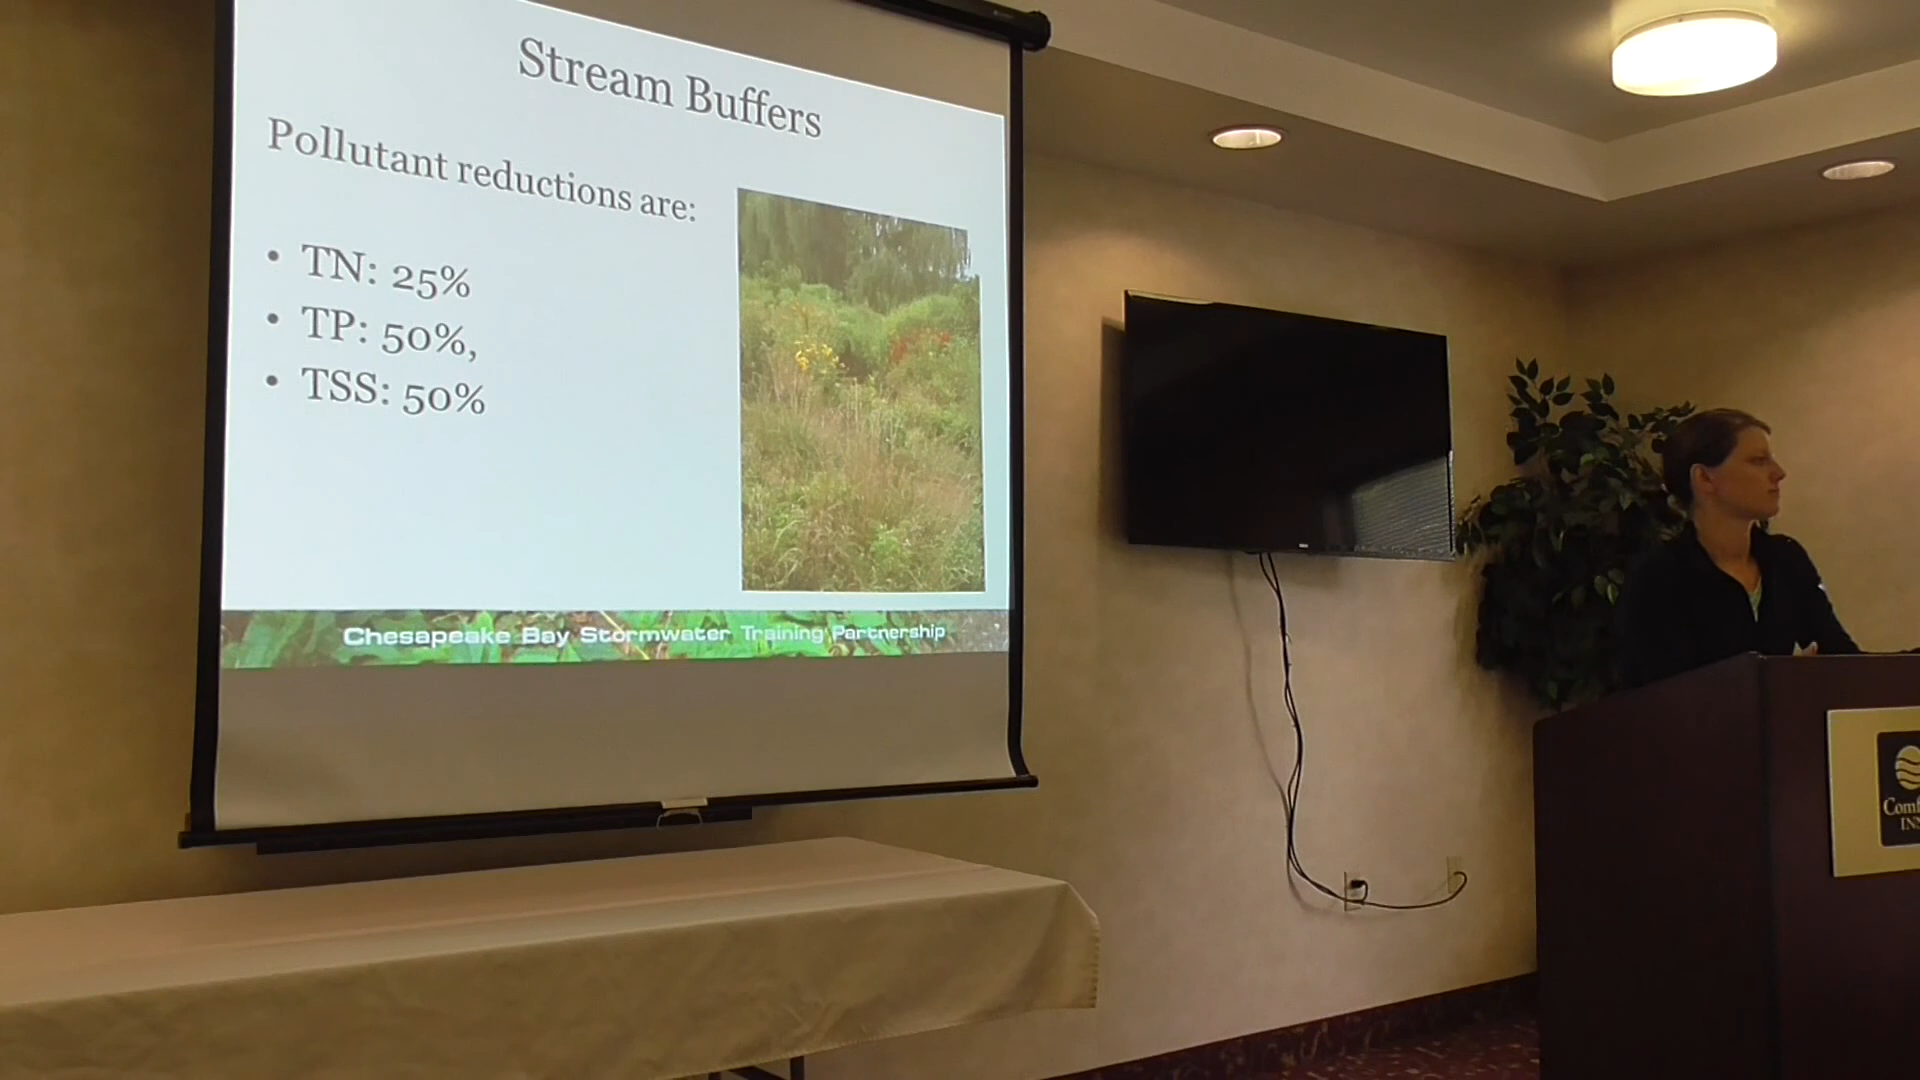 Stream Buffers
Pollutant reductions are:
• TN: 25%
• TP: 50%,
• TSS: 50%
Chesapeake Bay Stormwater Training Partnership